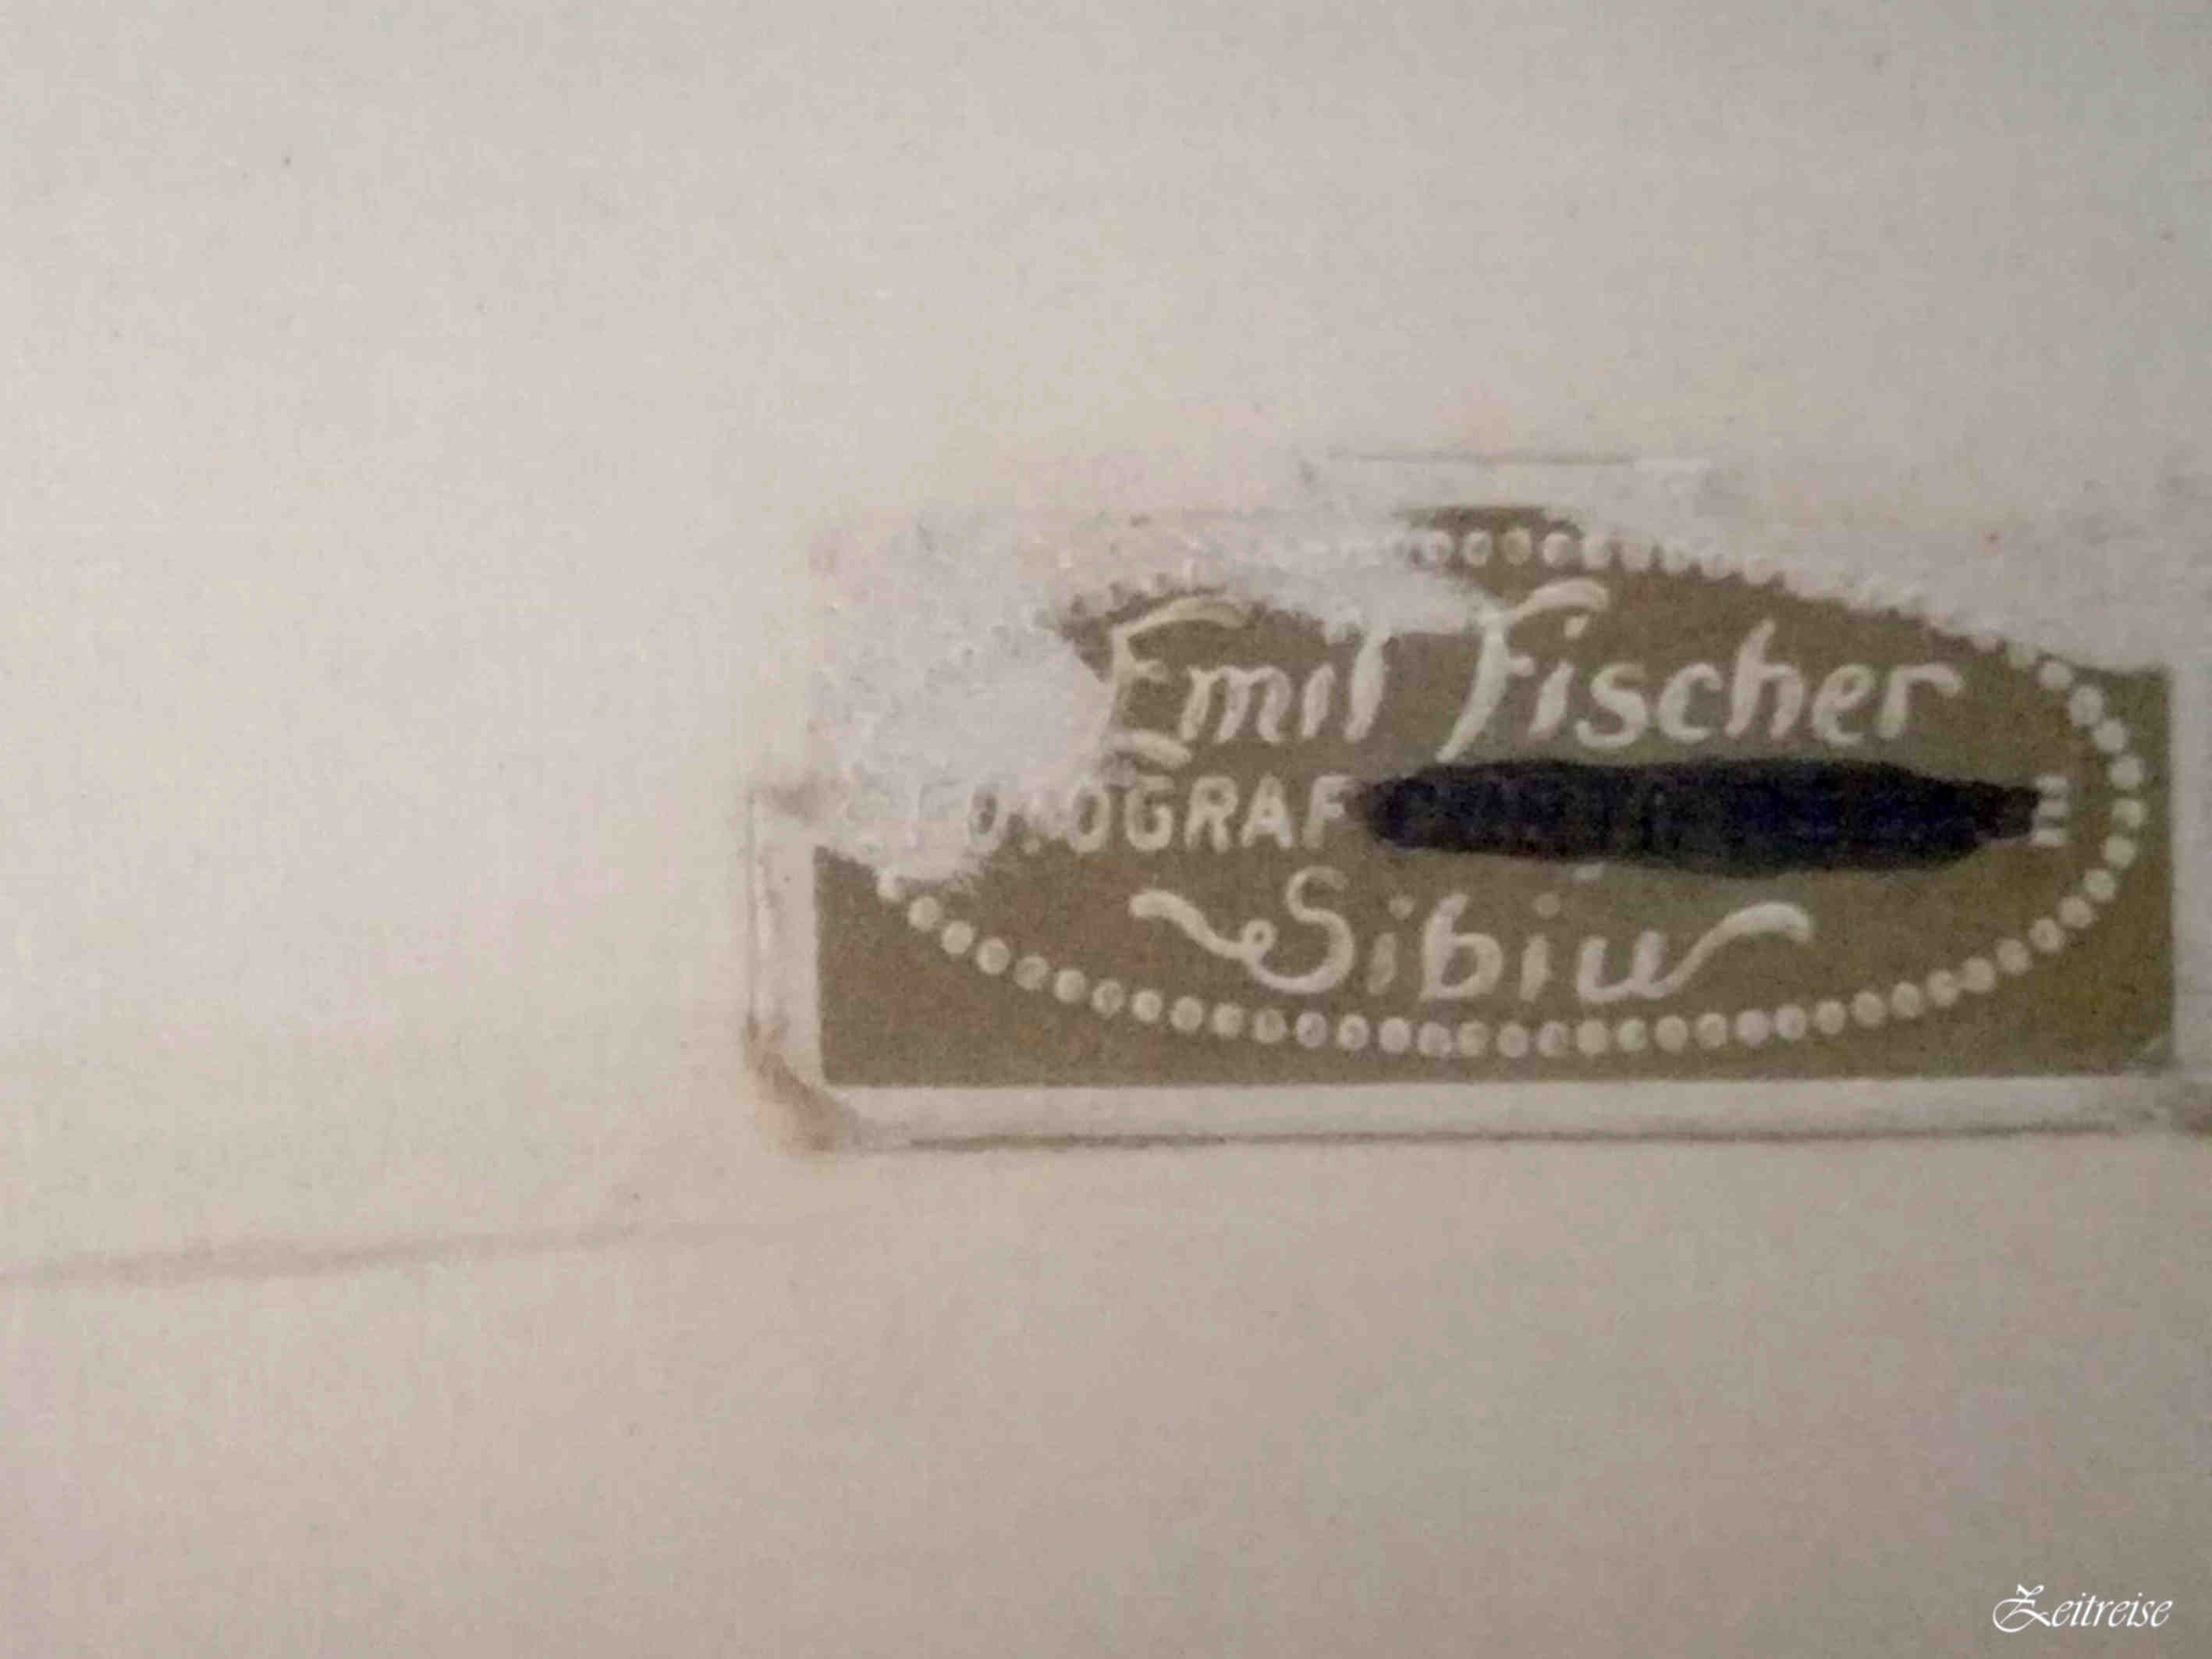 Emil Fischer
FOTOGRAF
Sibiu
Zeitreise